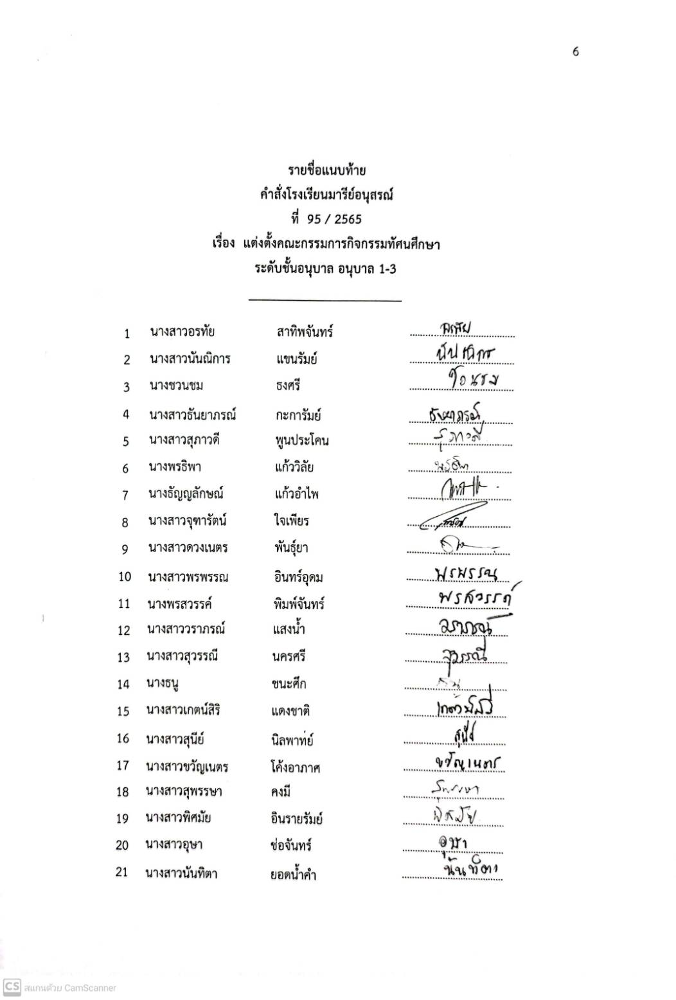 6
รายชื่อแนบท้าย
คำสั่งโรงเรียนมารีย์อนุสรณ์
ที่ 95 / 2565
เรื่อง แต่งตั้งคณะกรรมการกิจกรรมทัศนศึกษา
ระดับชั้นอนุบาล อนุบาล 1-3
1 นางสาวอรทัย สาทิพจันทร์ อรทัย
2 นางสาวนันณิการ แขนรัมย์
3 นางชวนชม ธงศรี ชวนชม
4 นางสาวธันยาภรณ์ กะการัมย์ ธันยาภรณ์
5 นางสาวสุภาวดี พูนประโคน สุภาวดี
6 นางพรธิพา แก้ววิลัย พรธิพา
7 นางธัญญลักษณ์ แก้วอำไพ
8 นางสาวจุฑารัตน์ ใจเพียร
9 นางสาวดวงเนตร พันธุ์ยา
10 นางสาวพรพรรณ อินทร์อุดม พรพรรณ
11 นางพรสวรรค์ พิมพ์จันทร์ พรสวรรค์
12 นางสาววราภรณ์ แสงน้ำ วราภรณ์
13 นางสาวสุวรรณี นครศรี สุวรรณี
14 นางธนู ชนะศึก
15 นางสาวเกตน์สิริ แดงชาติ เกตน์สิริ
16 นางสาวสุนีย์ นิลพาทย์ สุนีย์
17 นางสาวขวัญเนตร โค้งอาภาศ ขวัญเนตร
18 นางสาวสุพรรษา คงมี สุพรรษา
19 นางสาวพิศมัย อินรายรัมย์ พิศมัย
20 นางสาวอุษา ช่อจันทร์ อุษา
21 นางสาวนันทิตา ยอดน้ำคำ นันทิตา
CS สแกนด้วย CamScanner